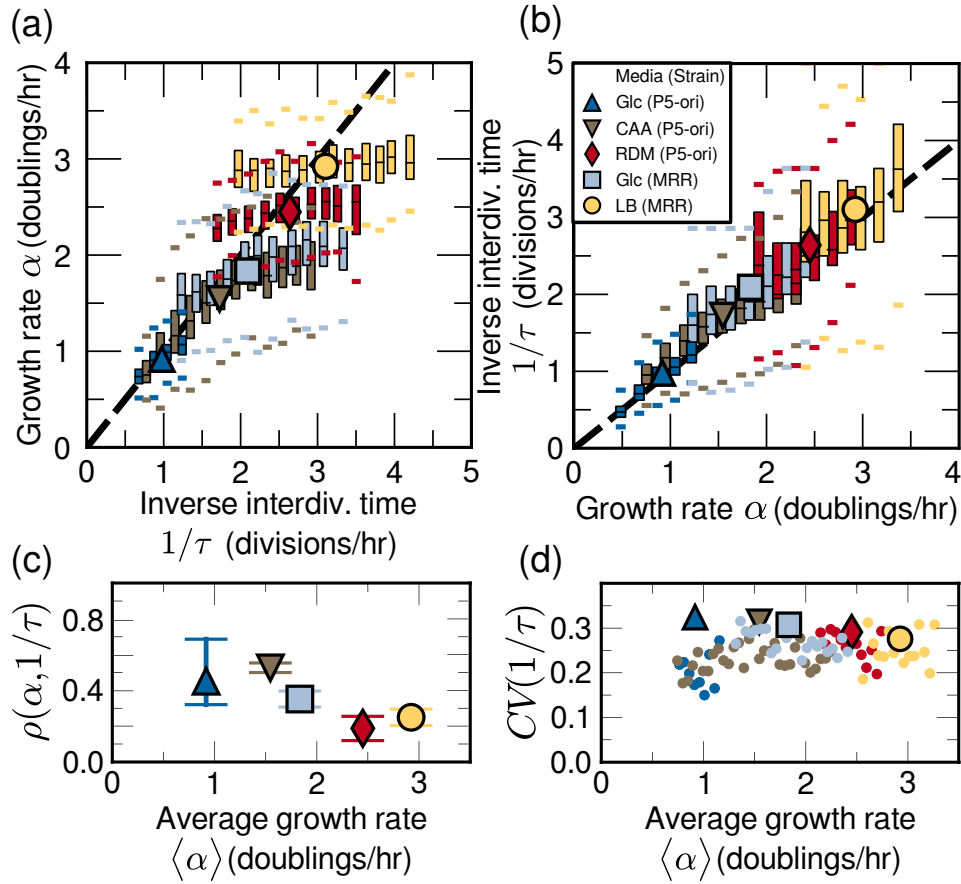 (a)
4
3
2
1
0
Growth rate α (doublings/hr)
0 1 2 3 4 5
Inverse interdiv. time
1/τ (divisions/hr)
(b)
5
4
3
2
1
0
Inverse interdiv. time
1/τ (divisions/hr)
Media (Strain)
Glc (P5-ori)
CAA (P5-ori)
RDM (P5-ori)
Glc (MRR)
LB (MRR)
0 1 2 3 4
Growth rate α (doublings/hr)
(c)
0.8
0.4
0.0
ρ(α,1/τ)
0 1 2 3
Average growth rate
⟨α⟩ (doublings/hr)
(d)
0.3
0.2
0.1
0.0
CV(1/τ)
0 1 2 3
Average growth rate
⟨α⟩ (doublings/hr)